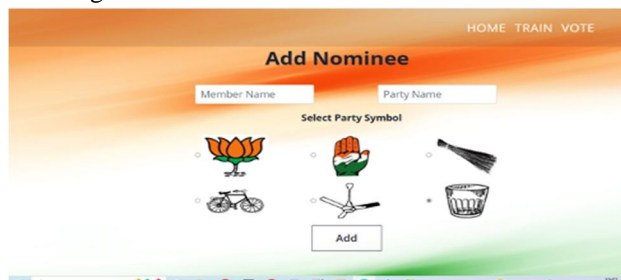 HOME TRAIN VOTE
Add Nominee
Member Name Party Name
Select Party Symbol
Add